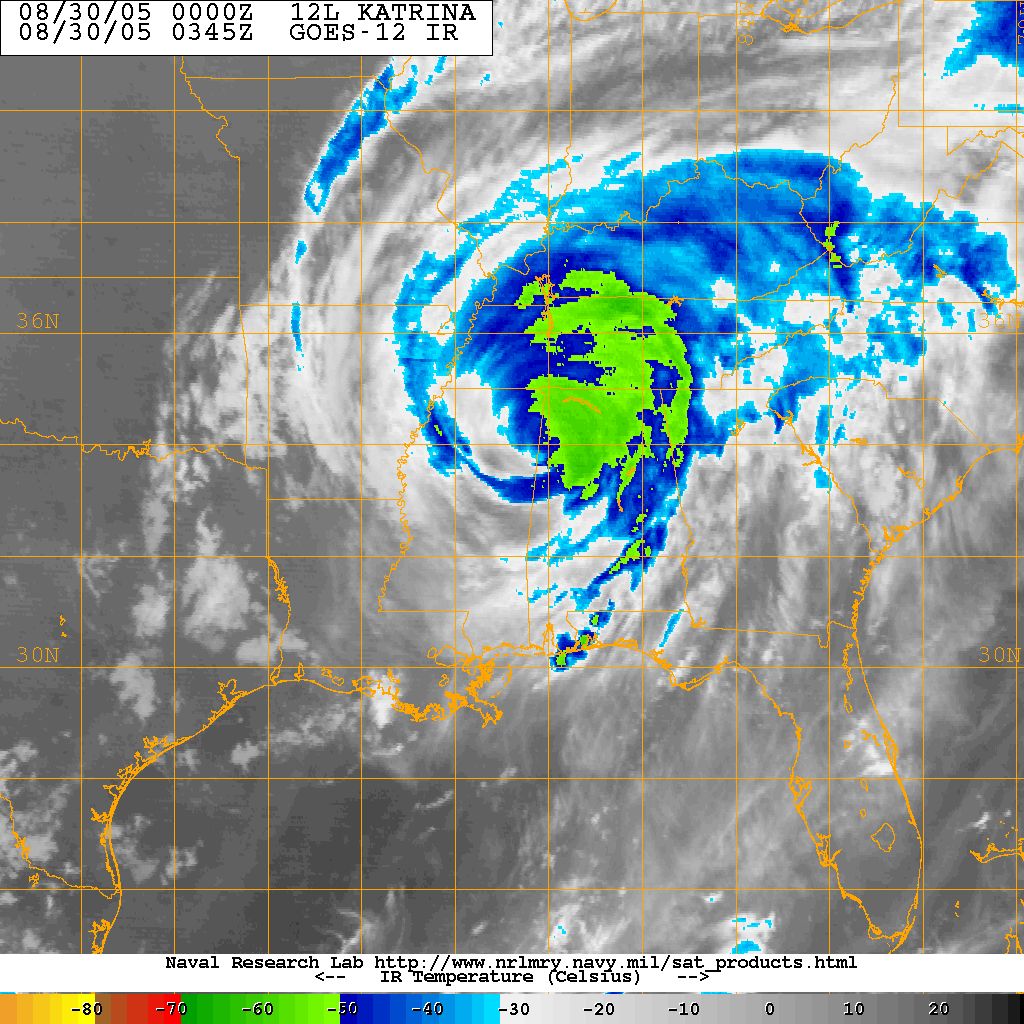 08/30/05 0000Z 12L KATRINA
08/30/05 0345Z GOES-12 IR
36N
30N
30N
Naval Research Lab http://www.nrlmry.navy.mil/sat_products.html
<-- IR Temperature (Celsius) -->
-80 -70 -60 -50 -40 -30 -20 -10 0 10 20